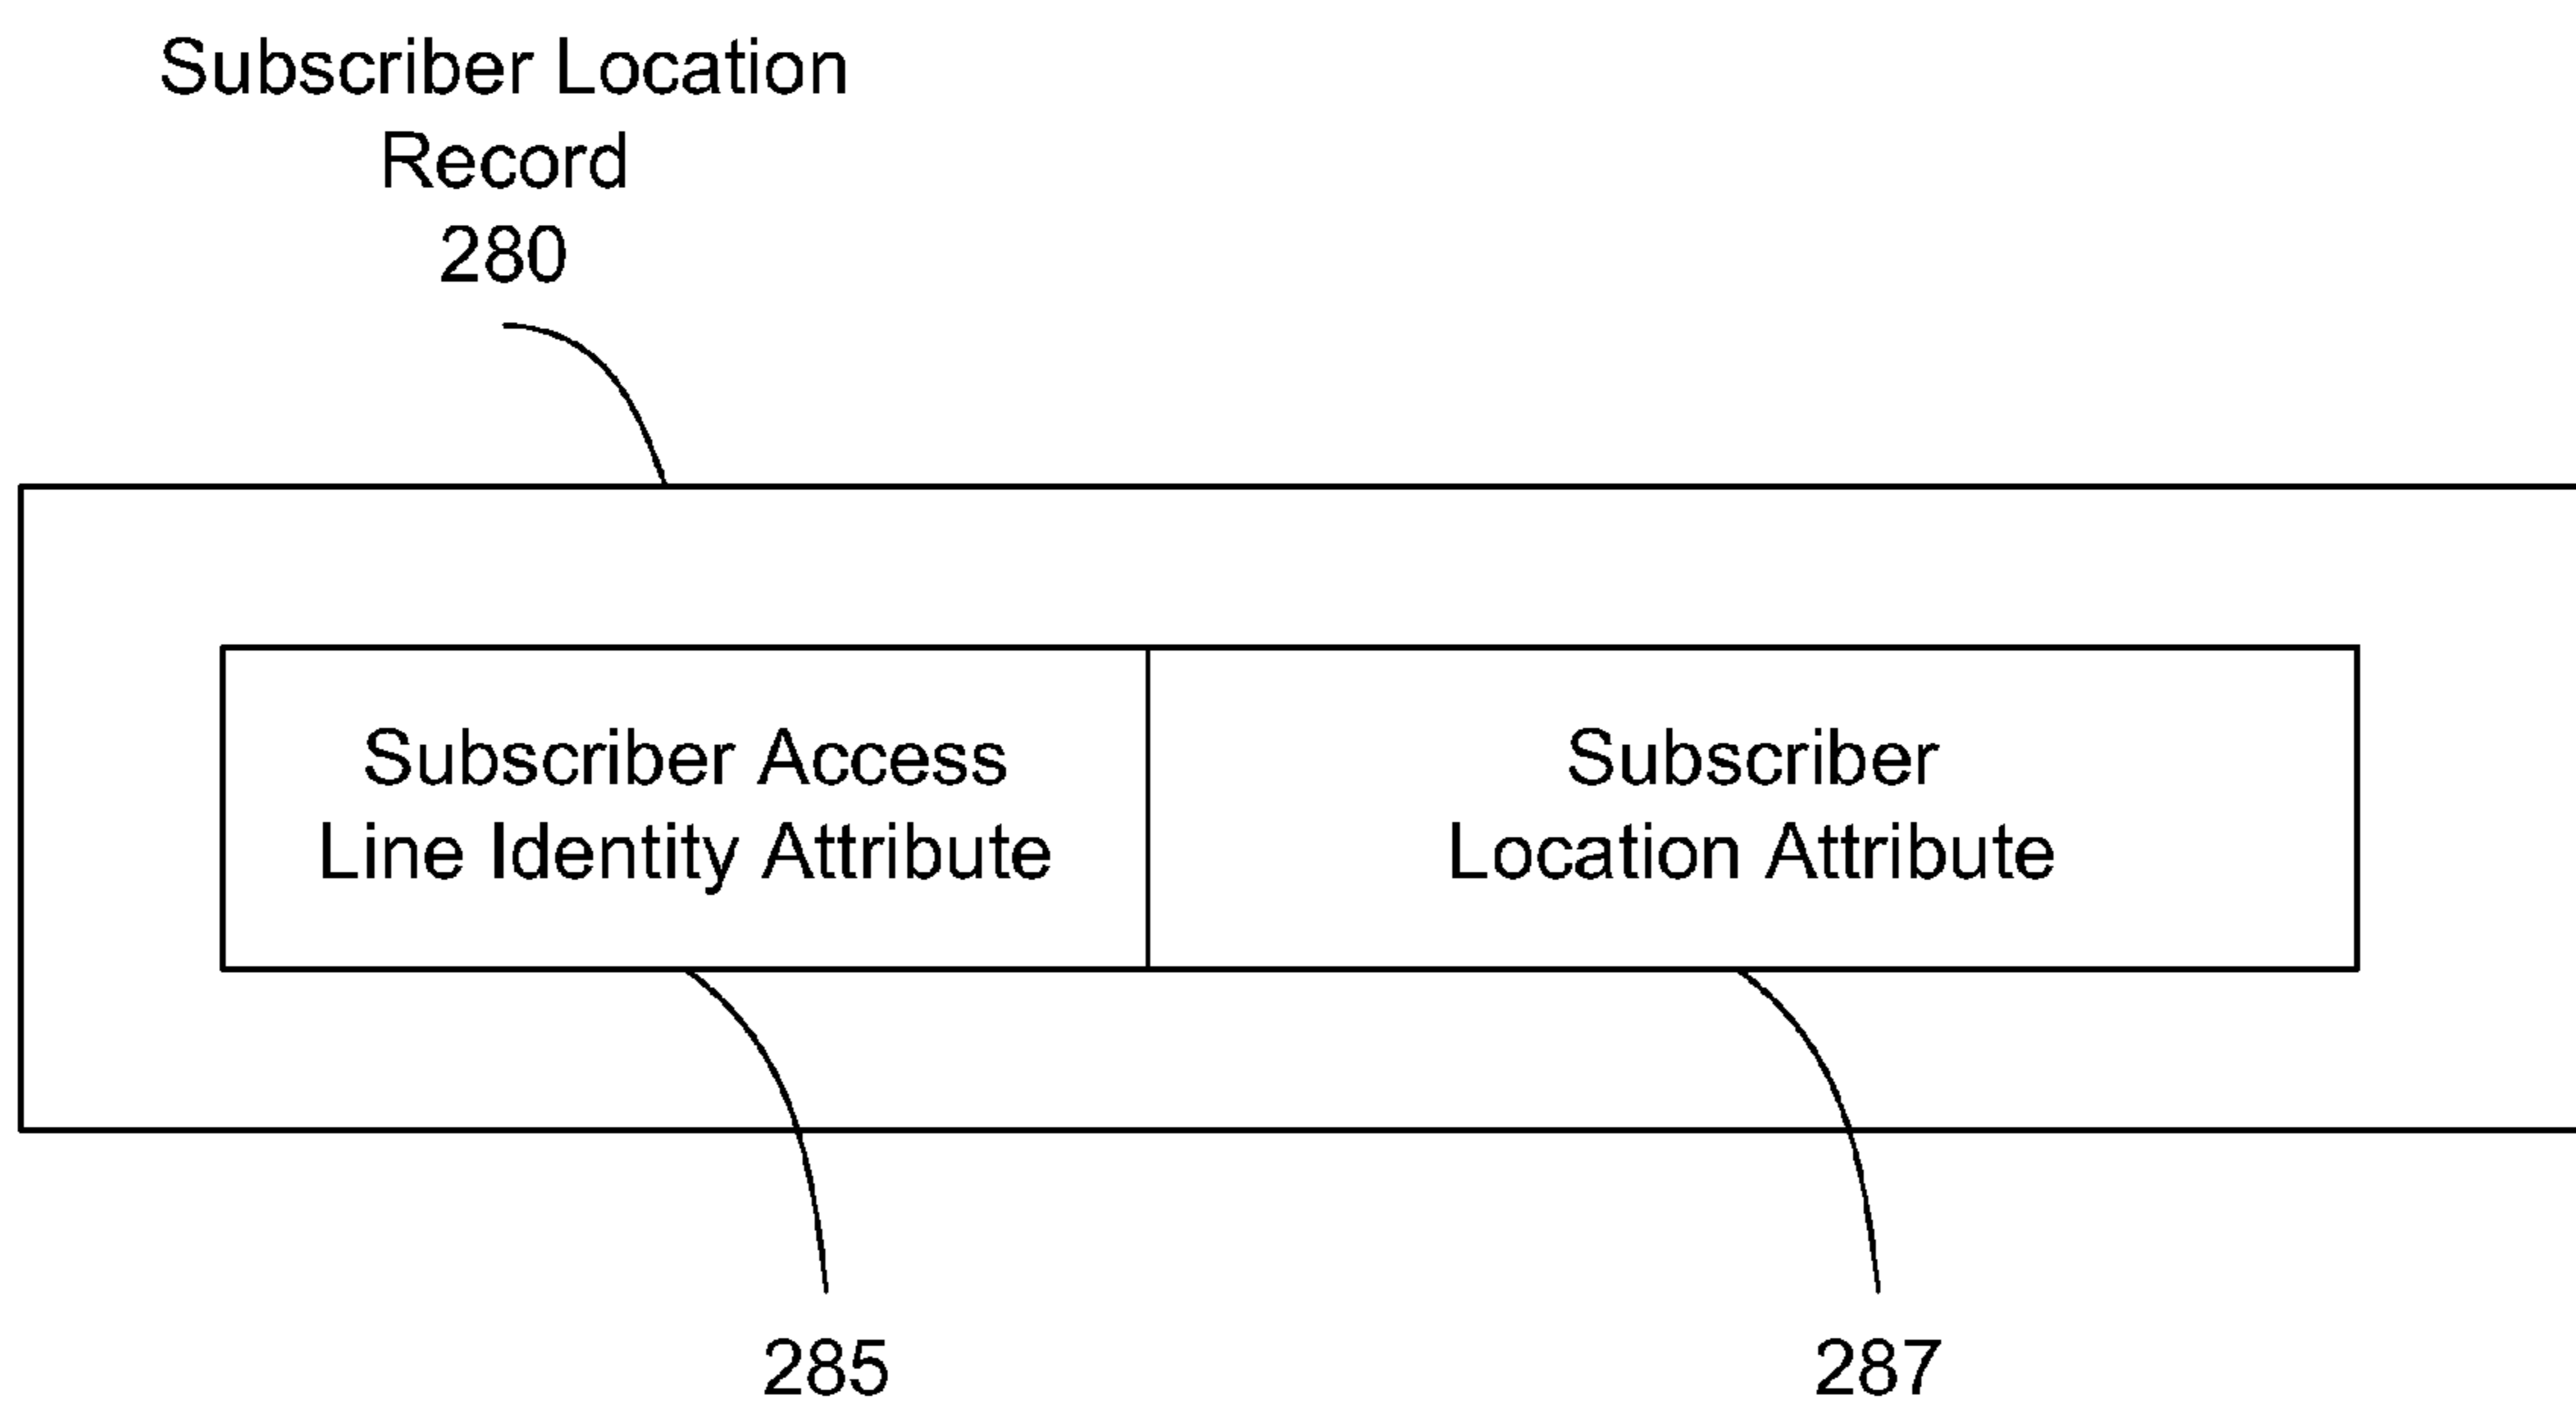 Subscriber Location
Record
280
Subscriber Access
Line Identity Attribute
Subscriber
Location Attribute
285
287